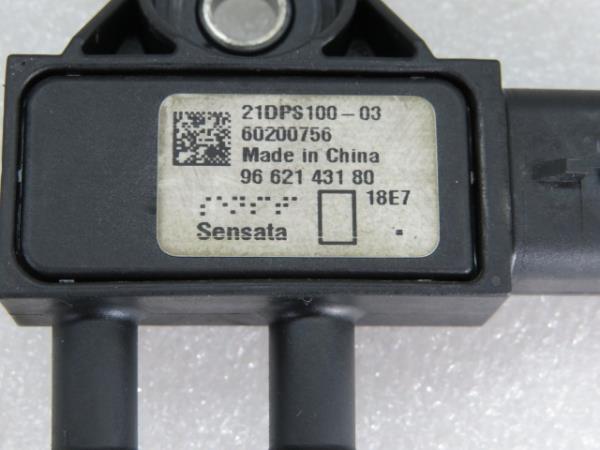 21DPS100-03
60200756
Made in China
96 621 431 80
18E7
Sensata